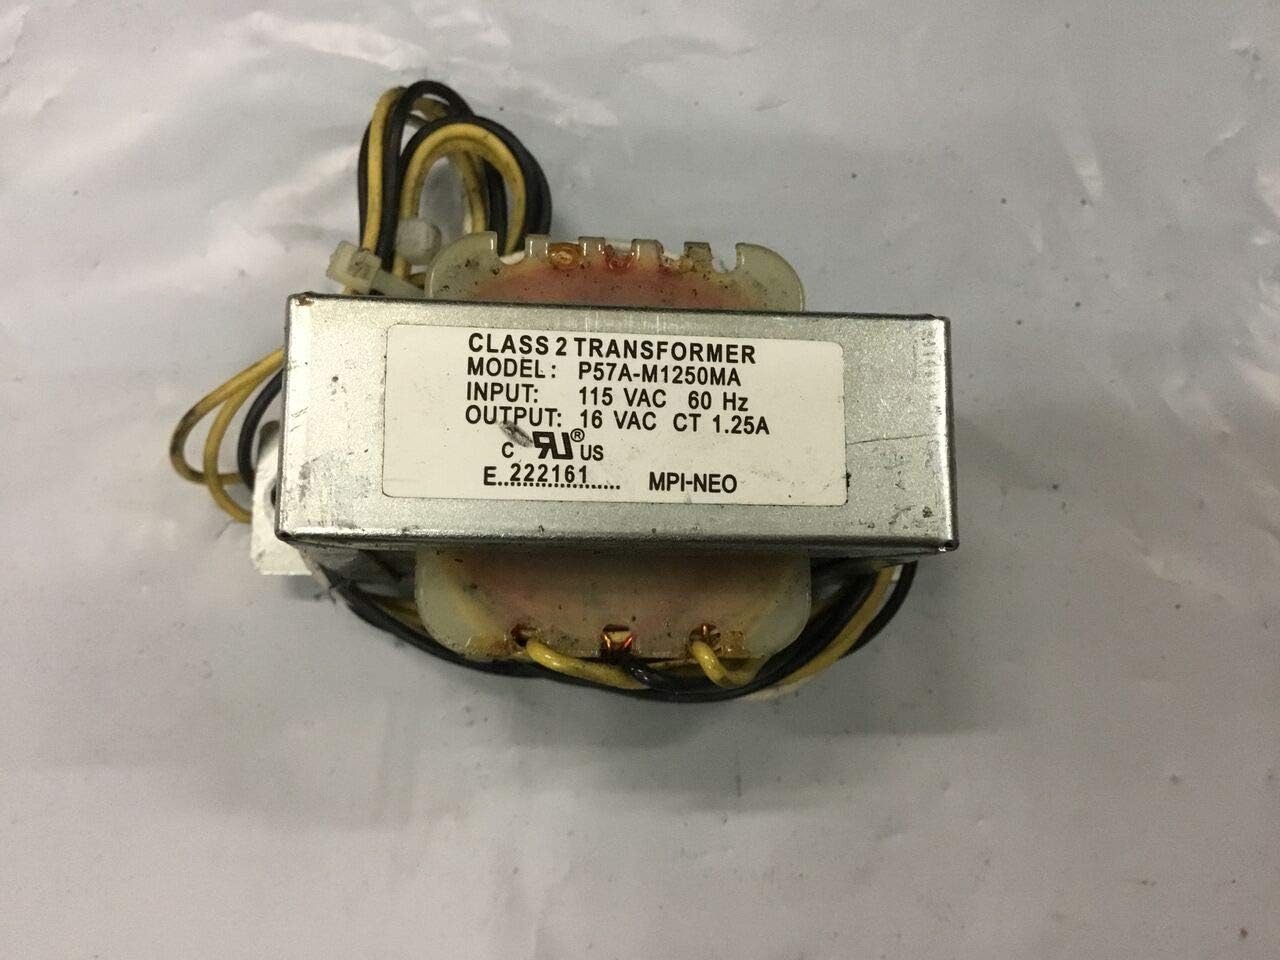 CLASS 2 TRANSFORMER
MODEL: P57A-M1250MA
INPUT: 115 VAC 60 Hz
OUTPUT: 16 VAC CT 1.25A
C RU® US
E..222161..... MPI-NEO